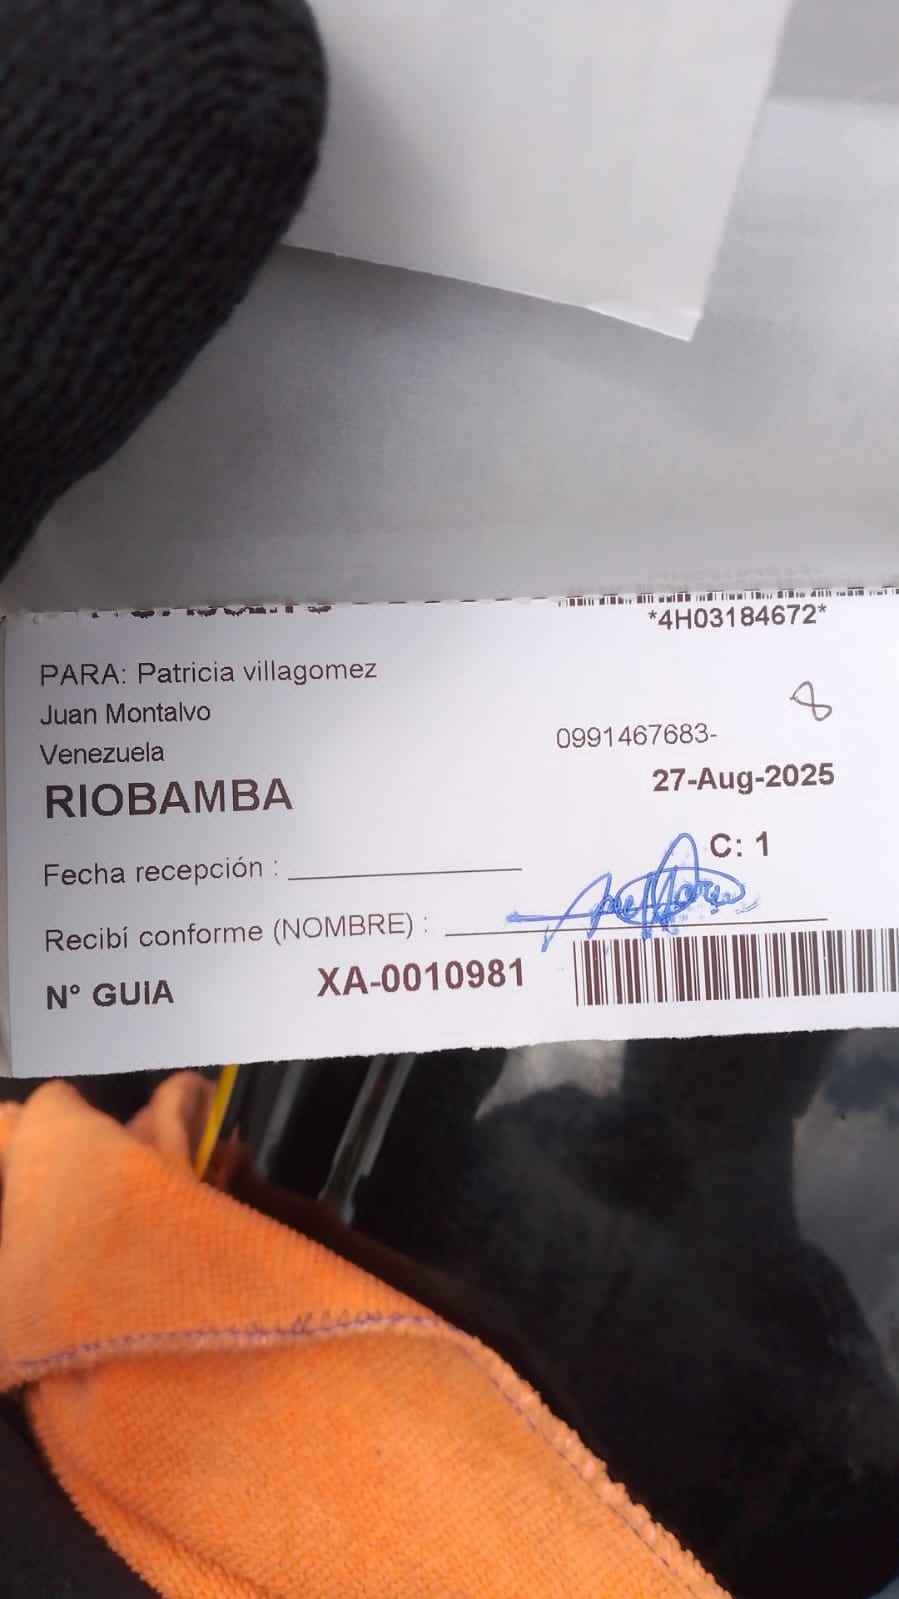 *4H03184672*
PARA: Patricia villagomez
8
Juan Montalvo
0991467683-
Venezuela
27-Aug-2025
RIOBAMBA
C: 1
Fecha recepción :
Recibí conforme (NOMBRE) :
N° GUIA XA-0010981